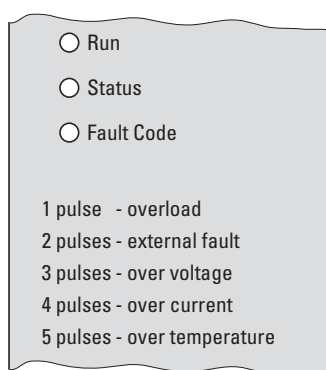 Run
Status
Fault Code
1 pulse - overload
2 pulses - external fault
3 pulses - over voltage
4 pulses - over current
5 pulses - over temperature